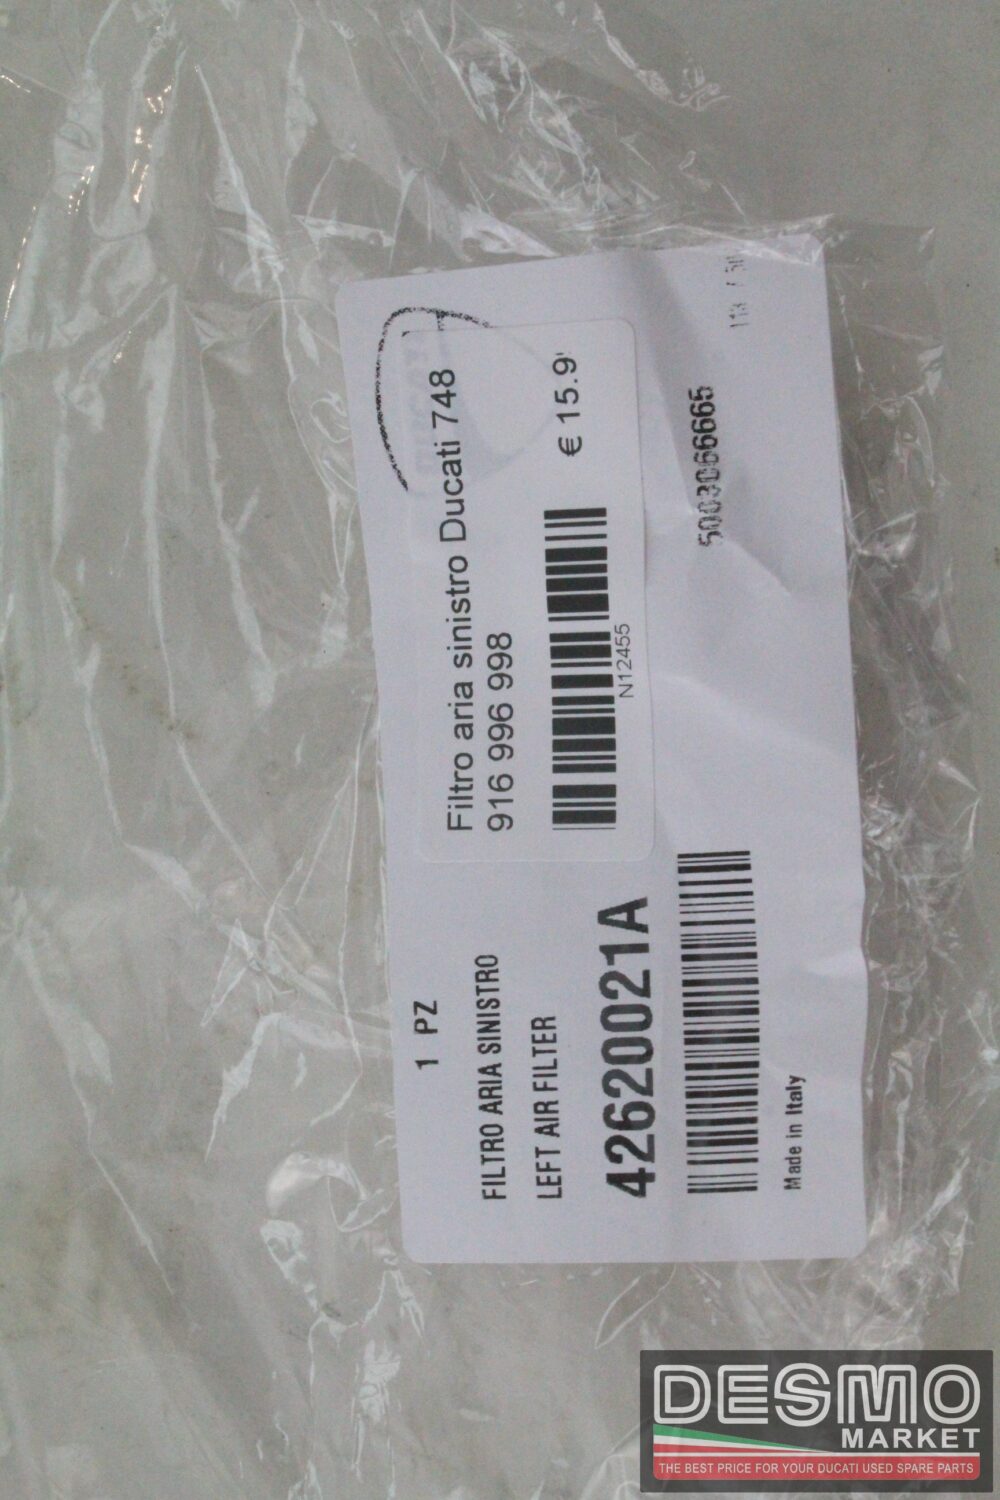 1 PZ
FILTRO ARIA SINISTRO
LEFT AIR FILTER
42620021A
Made in Italy
Filtro aria sinistro Ducati 748
916 996 998
€ 15.9
N12455
5003066665
DESMO
MARKET
THE BEST PRICE FOR YOUR DUCATI USED SPARE PARTS